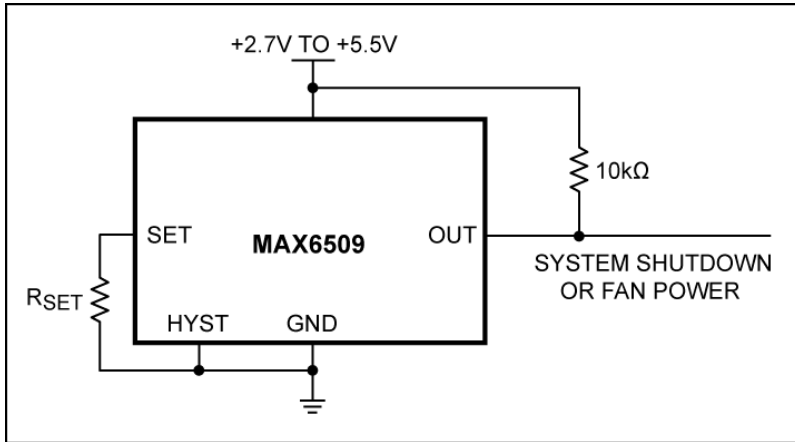 +2.7V TO +5.5V
10kΩ
SET
MAX6509
OUT
RSET
HYST
GND
SYSTEM SHUTDOWN
OR FAN POWER